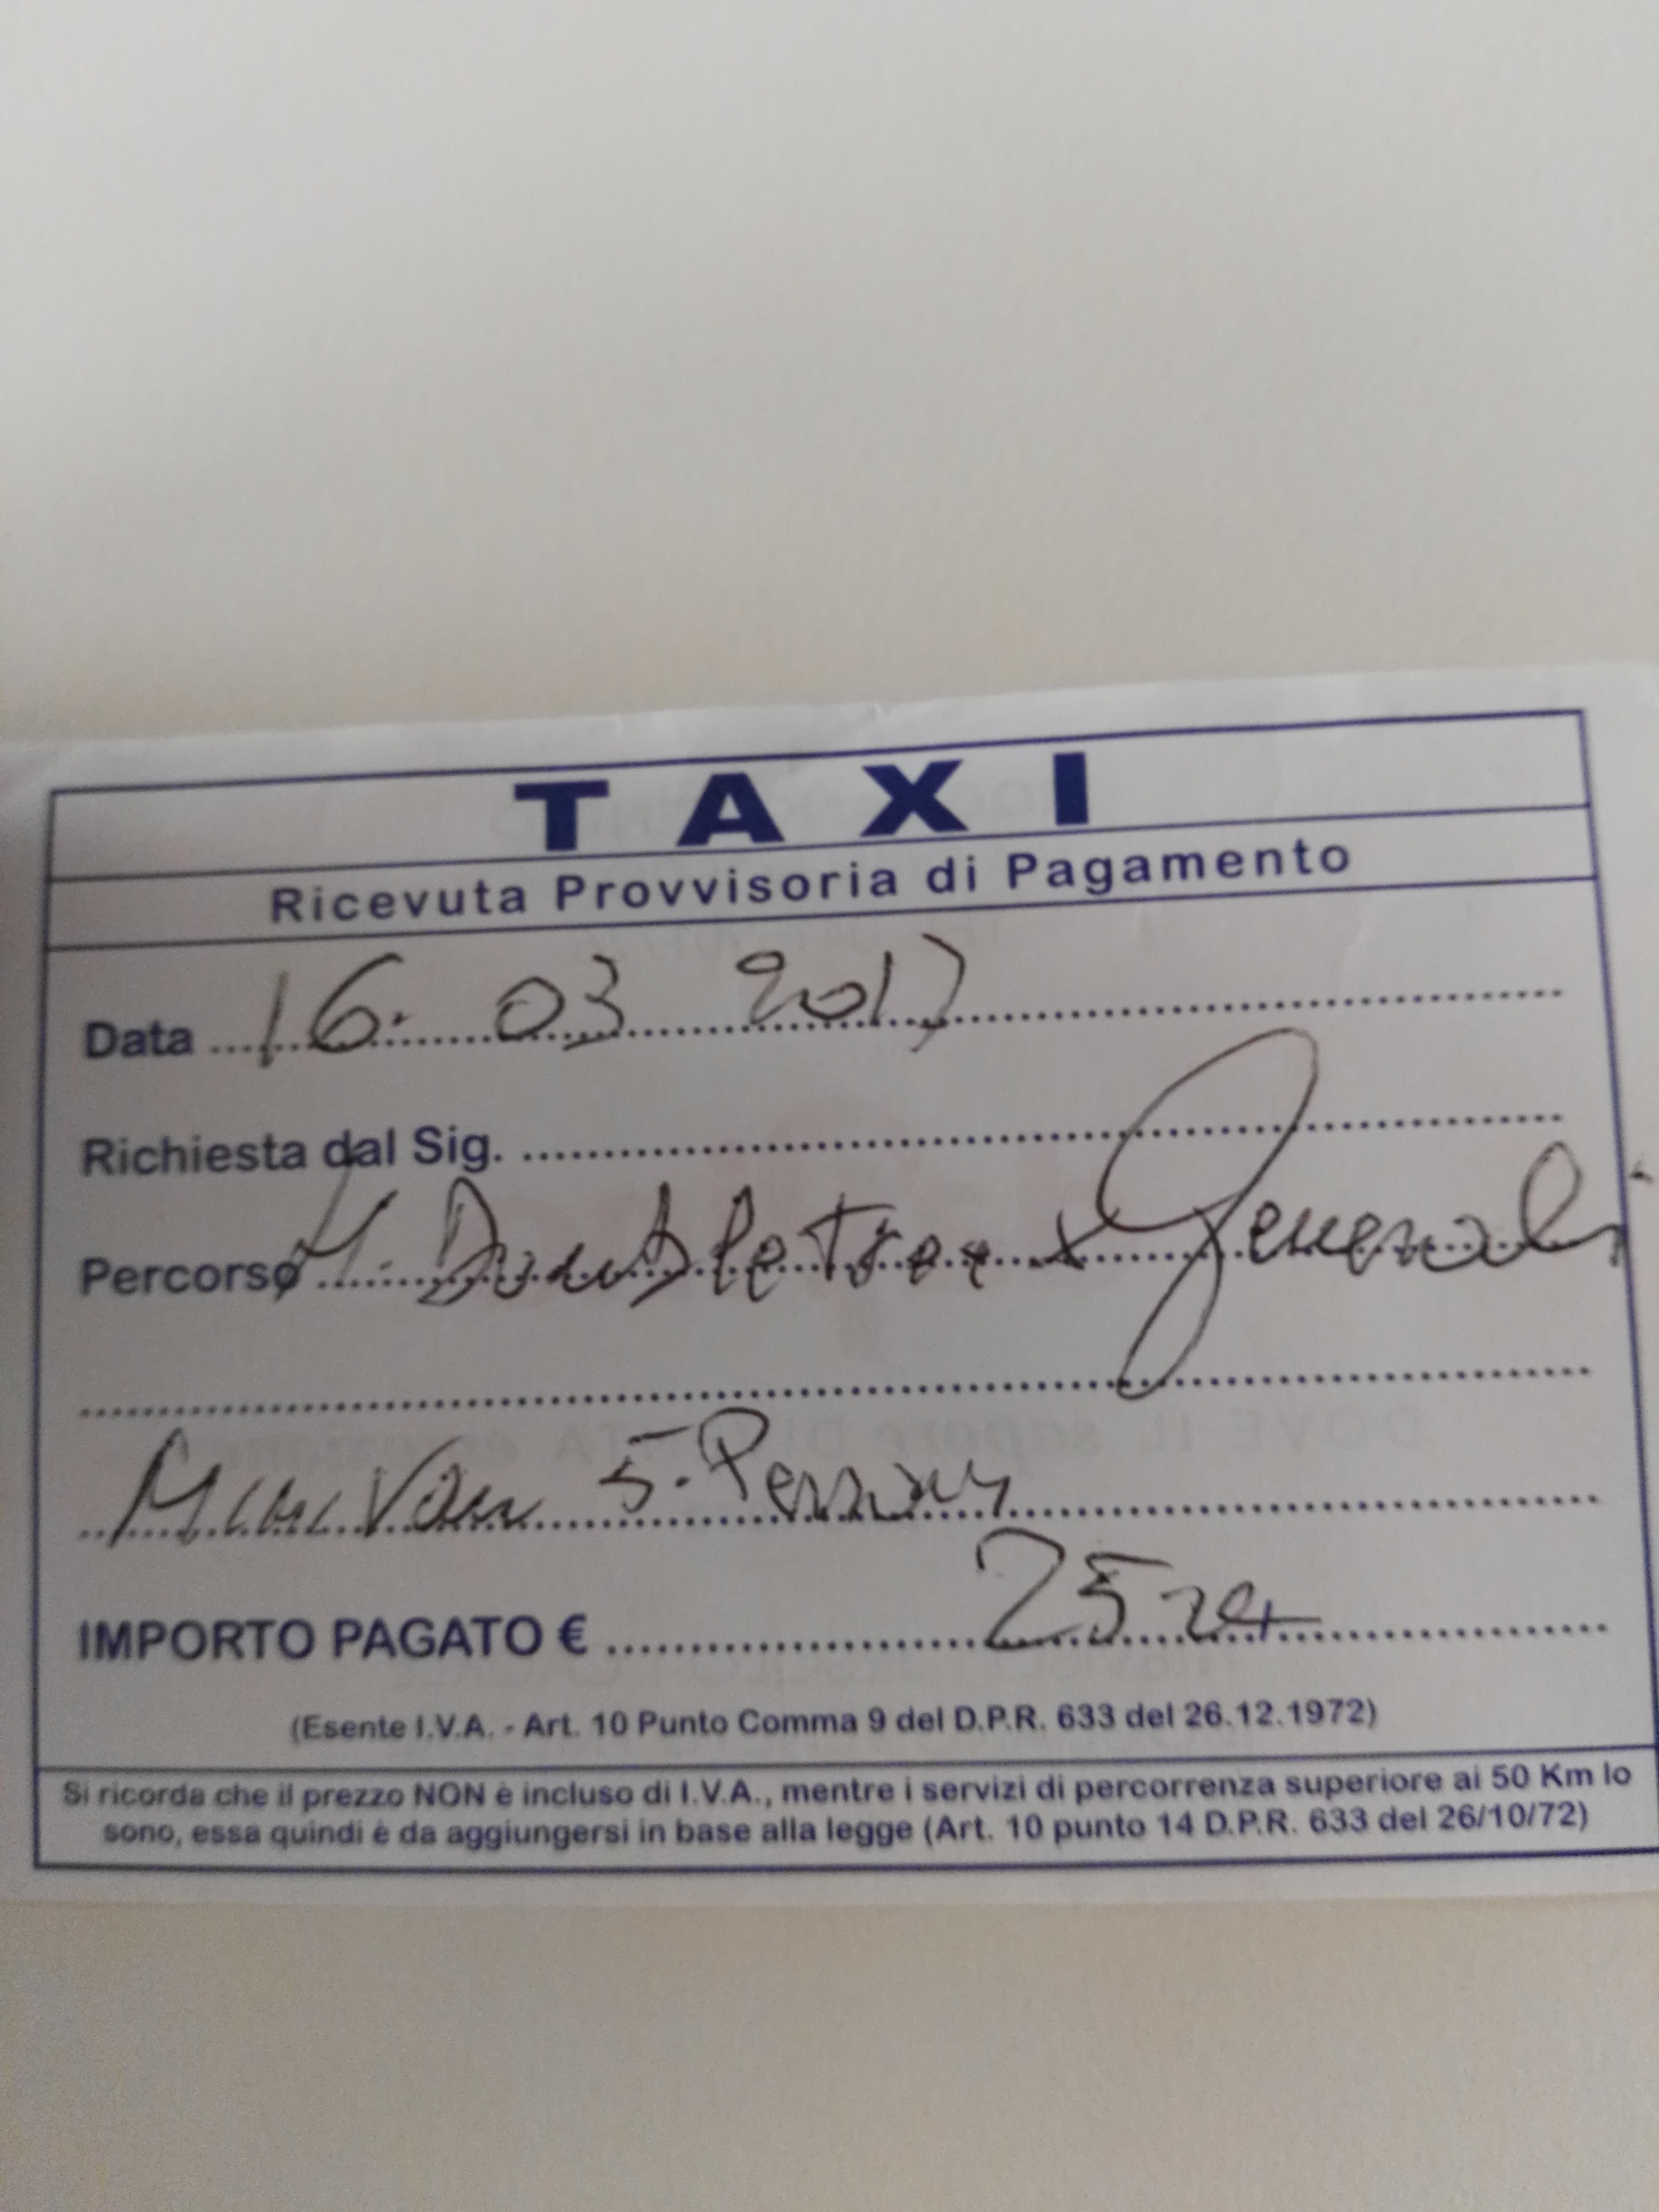 TAXI
Ricevuta Provvisoria di Pagamento
Data 16. 03 2017
Richiesta dal Sig.
Percorso H. Doubletree x Generali
Mini Van 5. Persons
IMPORTO PAGATO € 25
(Esente I.V.A. - Art. 10 Punto Comma 9 del D.P.R. 633 del 26.12.1972)
Si ricorda che il prezzo NON è incluso di I.V.A., mentre i servizi di percorrenza superiore ai 50 Km lo
sono, essa quindi è da aggiungersi in base alla legge (Art. 10 punto 14 D.P.R. 633 del 26/10/72)